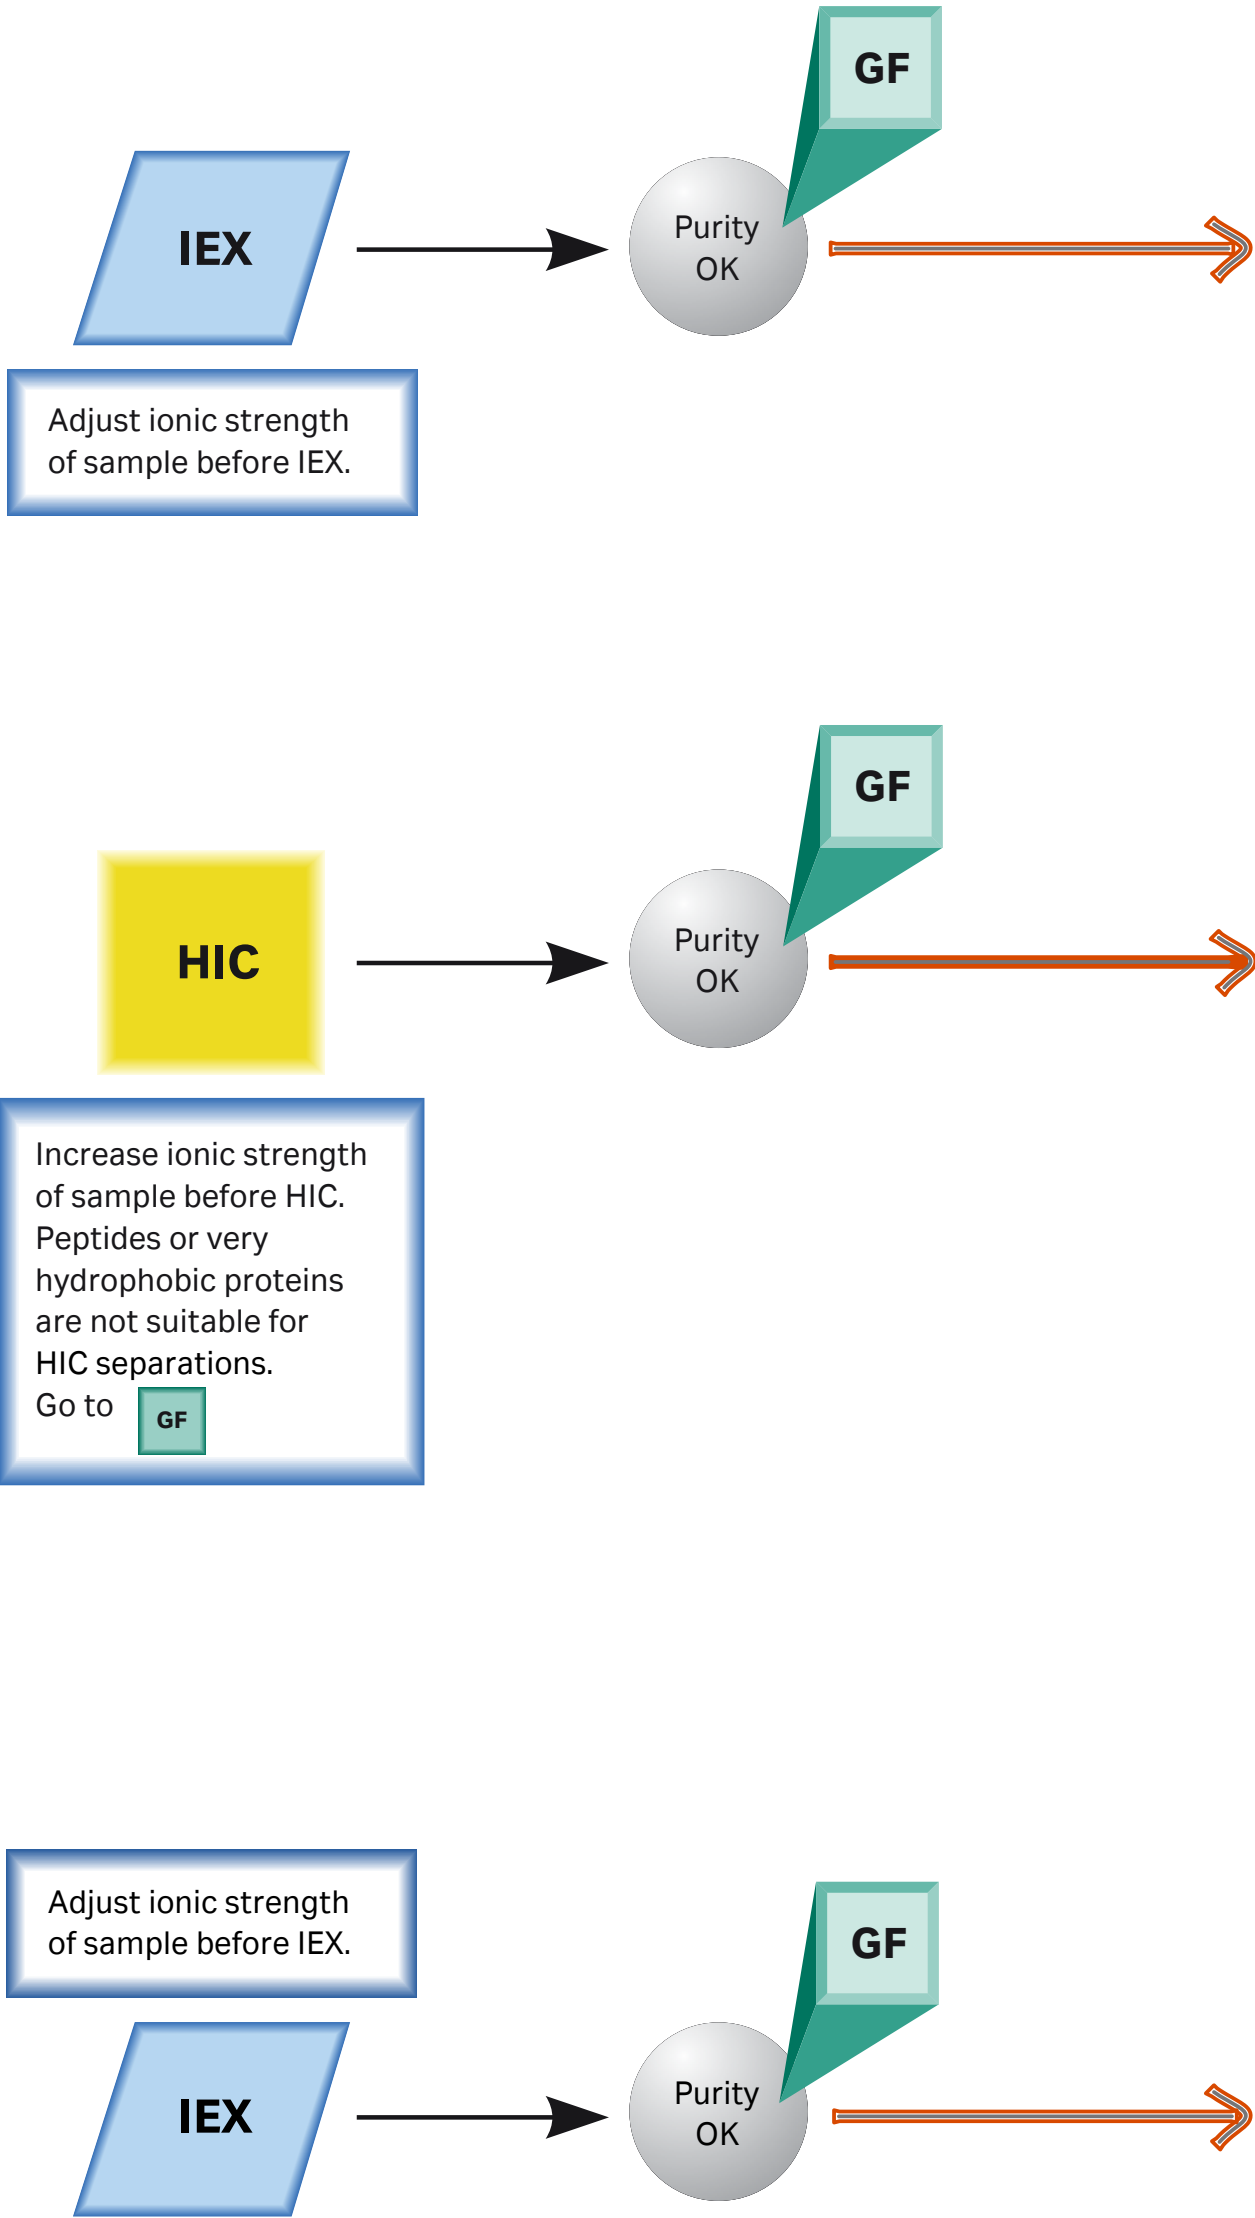 GF
IEX
Purity
OK
Adjust ionic strength
of sample before IEX.
GF
HIC
Purity
OK
Increase ionic strength
of sample before HIC.
Peptides or very
hydrophobic proteins
are not suitable for
HIC separations.
Go to GF
Adjust ionic strength
of sample before IEX.
GF
IEX
Purity
OK